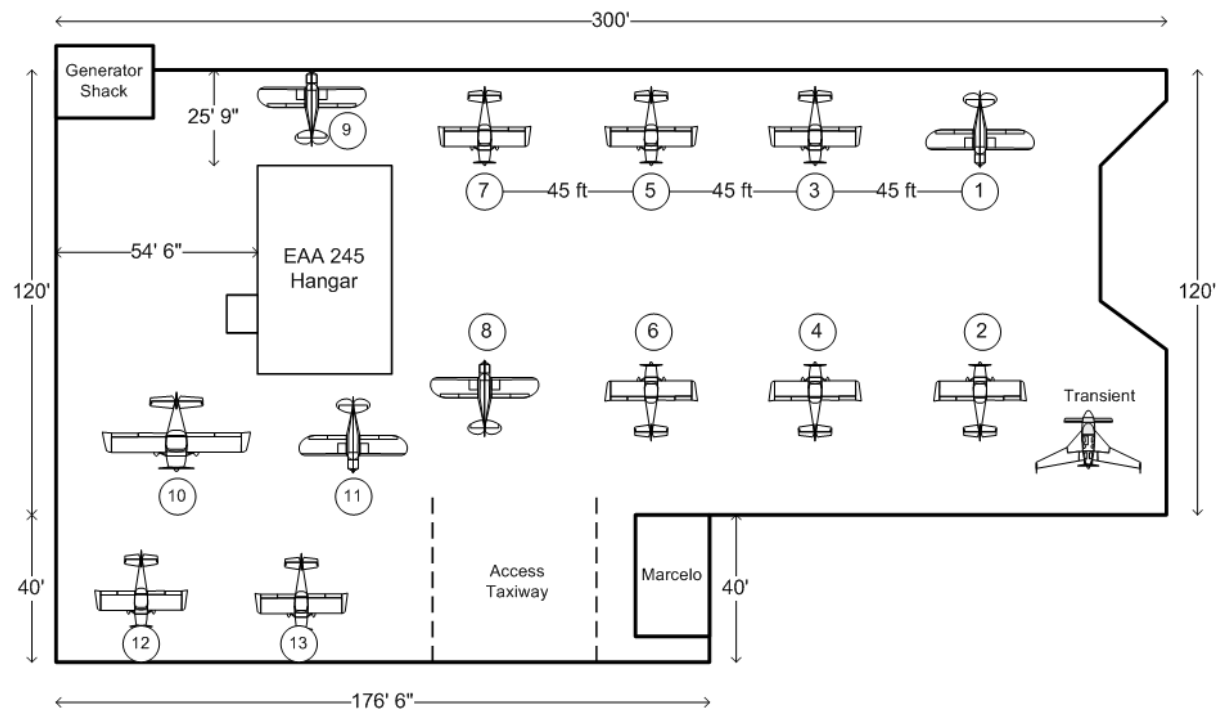 300'
Generator
Shack
25' 9"
9
7
45 ft
5
45 ft
3
45 ft
1
54' 6"
EAA 245
Hangar
120'
120'
8
6
4
2
Transient
10
11
40'
Access
Taxiway
Marcelo
40'
12
13
176' 6"